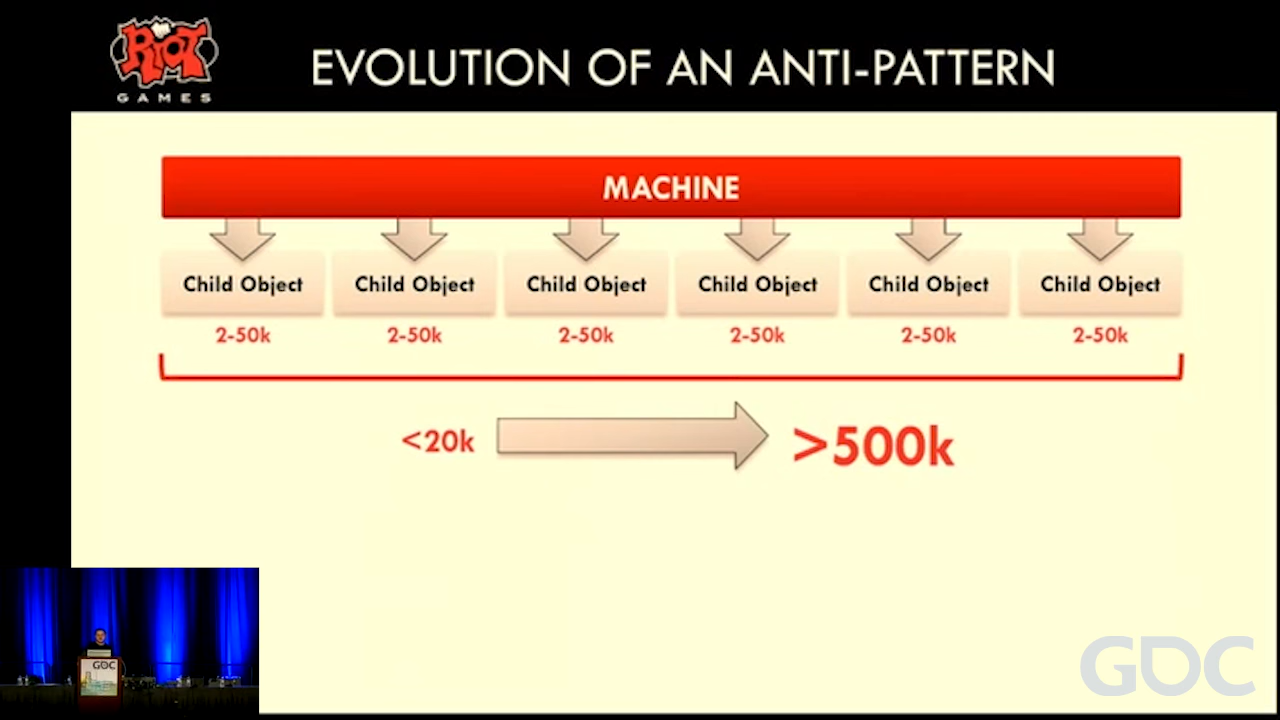 RIOT
GAMES
EVOLUTION OF AN ANTI-PATTERN
MACHINE
Child Object Child Object Child Object Child Object Child Object Child Object
2-50k 2-50k 2-50k 2-50k 2-50k 2-50k
<20k >500k
GDC
GDC